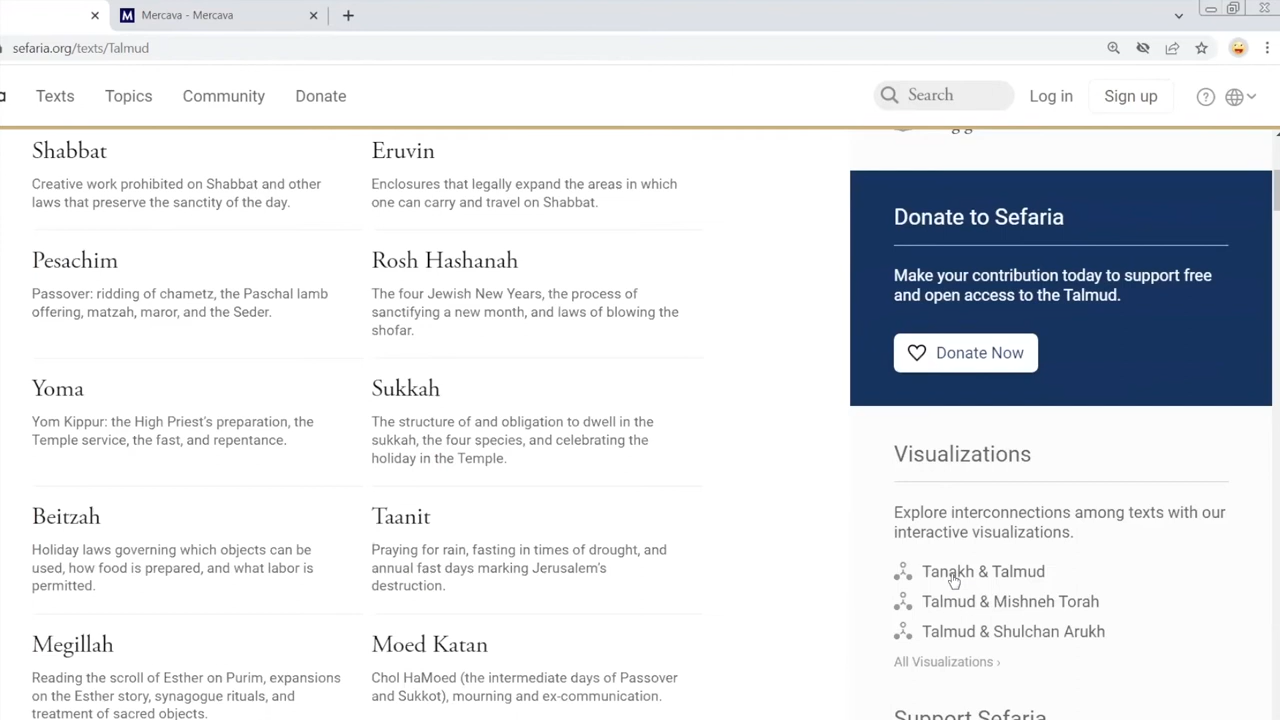 Mercava - Mercava
sefaria.org/texts/Talmud
a Texts Topics Community Donate Search Log in Sign up
Shabbat
Creative work prohibited on Shabbat and other
laws that preserve the sanctity of the day.
Eruvin
Enclosures that legally expand the areas in which
one can carry and travel on Shabbat.
Pesachim
Passover: ridding of chametz, the Paschal lamb
offering, matzah, maror, and the Seder.
Rosh Hashanah
The four Jewish New Years, the process of
sanctifying a new month, and laws of blowing the
shofar.
Yoma
Yom Kippur: the High Priest's preparation, the
Temple service, the fast, and repentance.
Sukkah
The structure of and obligation to dwell in the
sukkah, the four species, and celebrating the
holiday in the Temple.
Beitzah
Holiday laws governing which objects can be
used, how food is prepared, and what labor is
permitted.
Taanit
Praying for rain, fasting in times of drought, and
annual fast days marking Jerusalem's
destruction.
Megillah
Reading the scroll of Esther on Purim, expansions
on the Esther story, synagogue rituals, and
treatment of sacred objects.
Moed Katan
Chol HaMoed (the intermediate days of Passover
and Sukkot), mourning and ex-communication.
Donate to Sefaria
Make your contribution today to support free
and open access to the Talmud.
Donate Now
Visualizations
Explore interconnections among texts with our
interactive visualizations.
Tanakh & Talmud
Talmud & Mishneh Torah
Talmud & Shulchan Arukh
All Visualizations ›
Support Sefaria